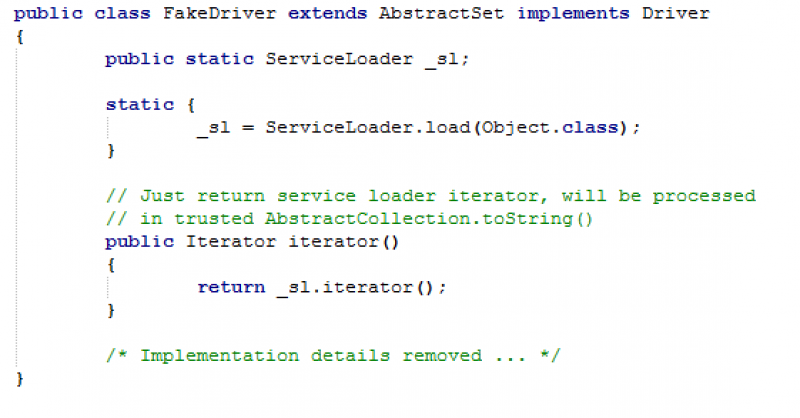 public class FakeDriver extends AbstractSet implements Driver
{
public static ServiceLoader _sl;
static {
_sl = ServiceLoader.load(Object.class);
}
// Just return service loader iterator, will be processed
// in trusted AbstractCollection.toString()
public Iterator iterator()
{
return _sl.iterator();
}
/* Implementation details removed ... */
}